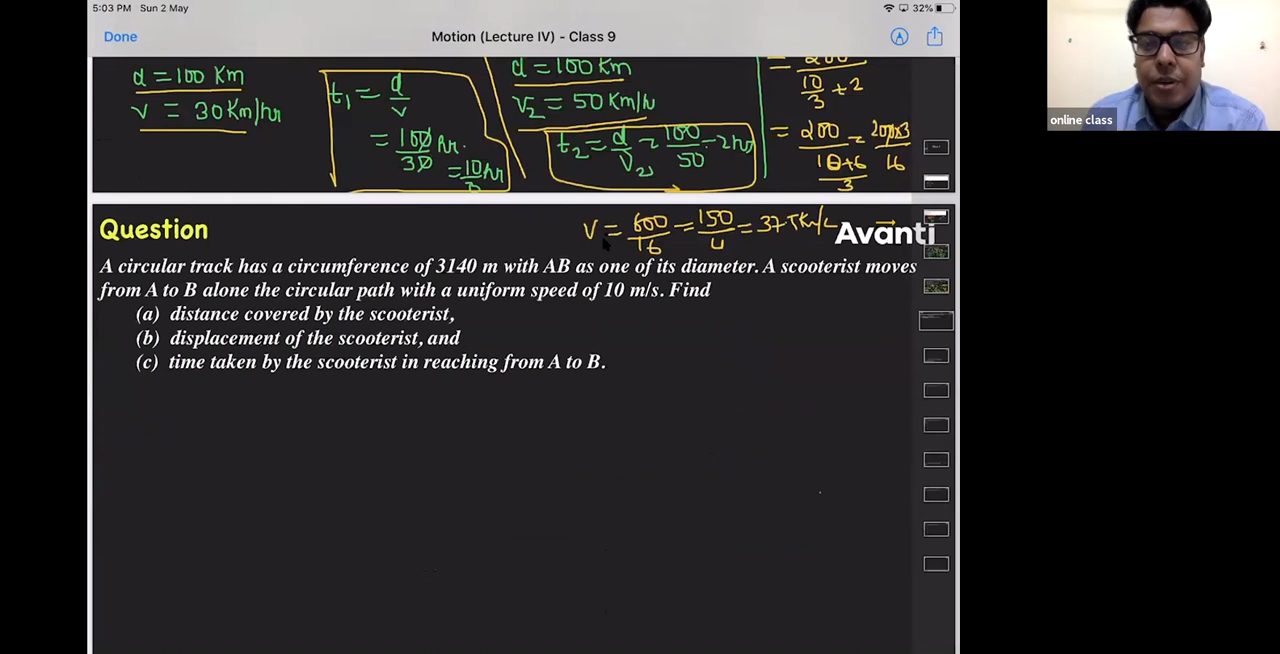 5:03 PM Sun 2 May
32%
Done
Motion (Lecture IV) - Class 9
d = 100 Km
v = 30 Km/hr
t₁ = d/v
= 100/30 hr.
= 10/3 hr
d = 100 Km
v₂ = 50 Km/hr
t₂ = d/v₂ = 100/50 = 2 hr
= 200/(10/3 + 2)
= 200/((10+6)/3) = 200×3/16
Question
v = 600/16 = 150/4 = 37.5 Km/h
Avanti
A circular track has a circumference of 3140 m with AB as one of its diameter. A scooterist moves
from A to B alone the circular path with a uniform speed of 10 m/s. Find
(a) distance covered by the scooterist,
(b) displacement of the scooterist, and
(c) time taken by the scooterist in reaching from A to B.
online class